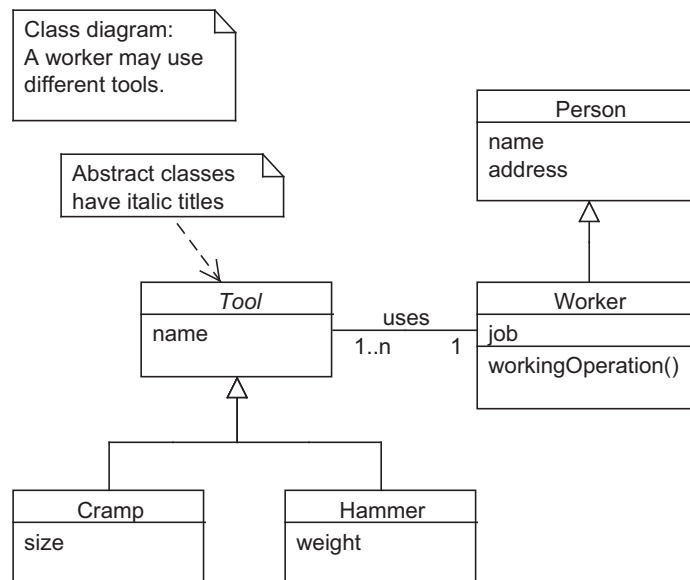 Class diagram:
A worker may use
different tools.
Person
name
address
Abstract classes
have italic titles
Tool
name
uses
1..n
1
Worker
job
workingOperation()
Cramp
size
Hammer
weight